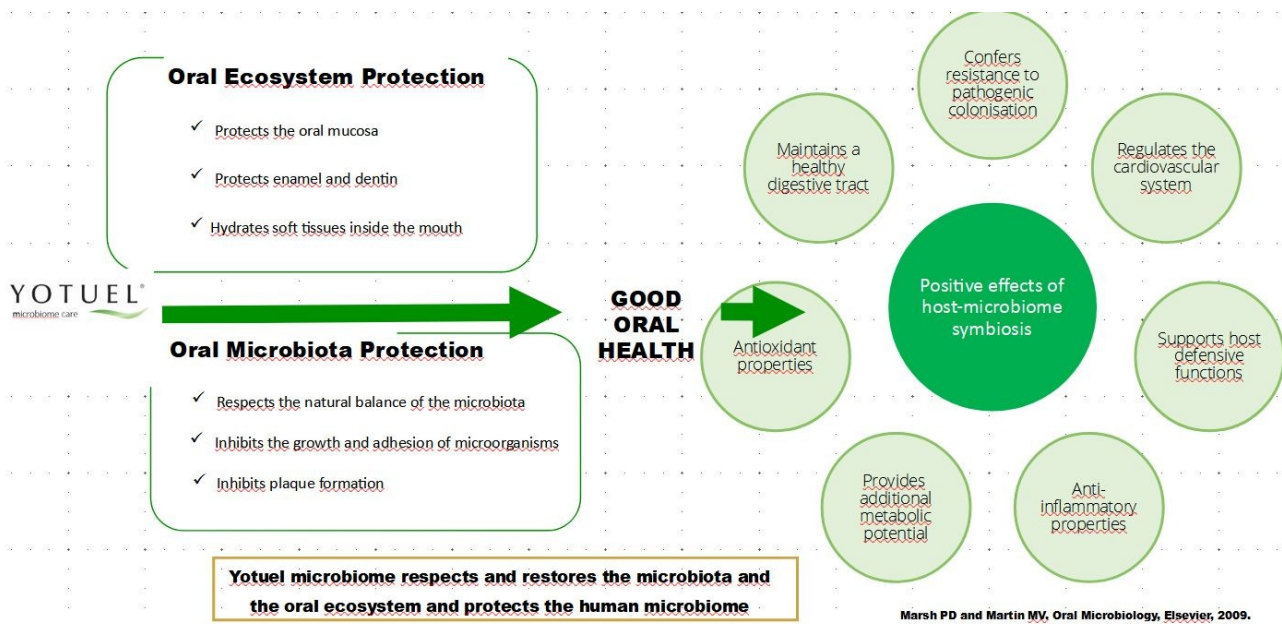 Oral Ecosystem Protection
✓ Protects the oral mucosa
✓ Protects enamel and dentin
✓ Hydrates soft tissues inside the mouth
YOTUEL®
microbiome care
Oral Microbiota Protection
✓ Respects the natural balance of the microbiota
✓ Inhibits the growth and adhesion of microorganisms
✓ Inhibits plaque formation
GOOD
ORAL
HEALTH
Positive effects of
host-microbiome
symbiosis
Confers
resistance to
pathogenic
colonisation
Regulates the
cardiovascular
system
Supports host
defensive
functions
Anti-
inflammatory
properties
Provides
additional
metabolic
potential
Antioxidant
properties
Maintains a
healthy
digestive tract
Yotuel microbiome respects and restores the microbiota and
the oral ecosystem and protects the human microbiome
Marsh PD and Martin MV, Oral Microbiology, Elsevier, 2009.